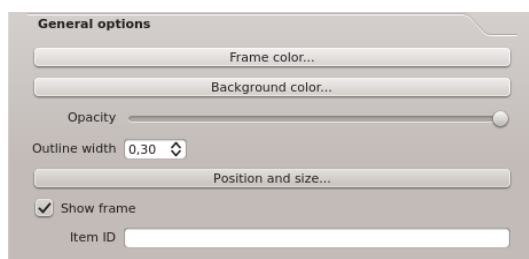 General options
Frame color...
Background color...
Opacity
Outline width 0,30
Position and size...
Show frame
Item ID